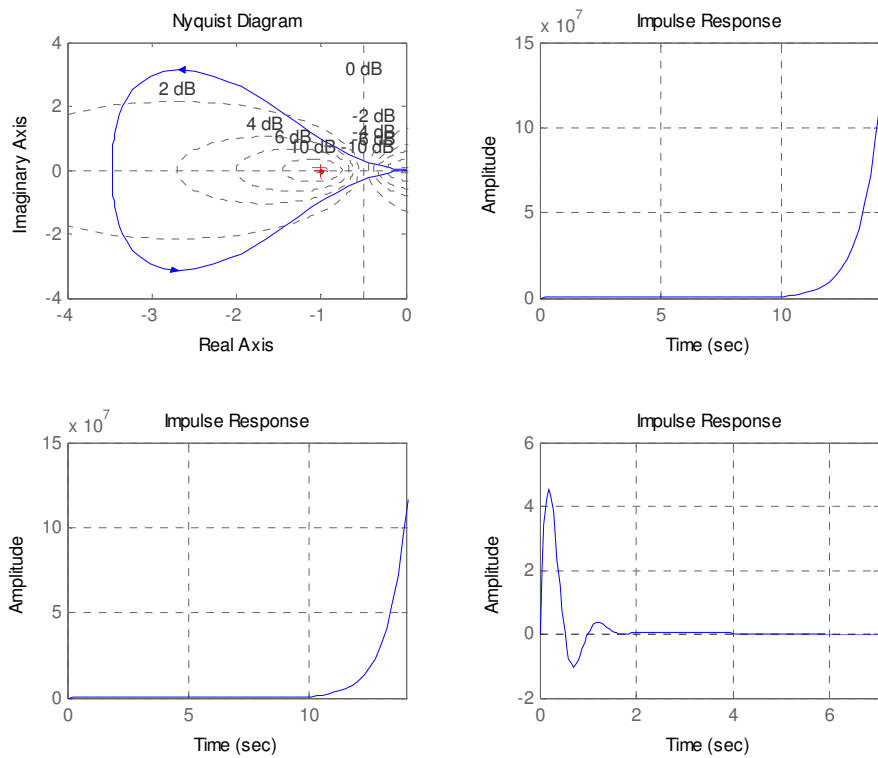 Nyquist Diagram
Imaginary Axis
4
2
0
-2
-4
-4
-3
-2
-1
0
Real Axis
0 dB
2 dB
-2 dB
4 dB
-4 dB
6 dB
-6 dB
10 dB
-10 dB
Impulse Response
x 10^7
Amplitude
15
10
5
0
0
5
10
Time (sec)
Impulse Response
x 10^7
Amplitude
15
10
5
0
0
5
10
Time (sec)
Impulse Response
Amplitude
6
4
2
0
-2
0
2
4
6
Time (sec)